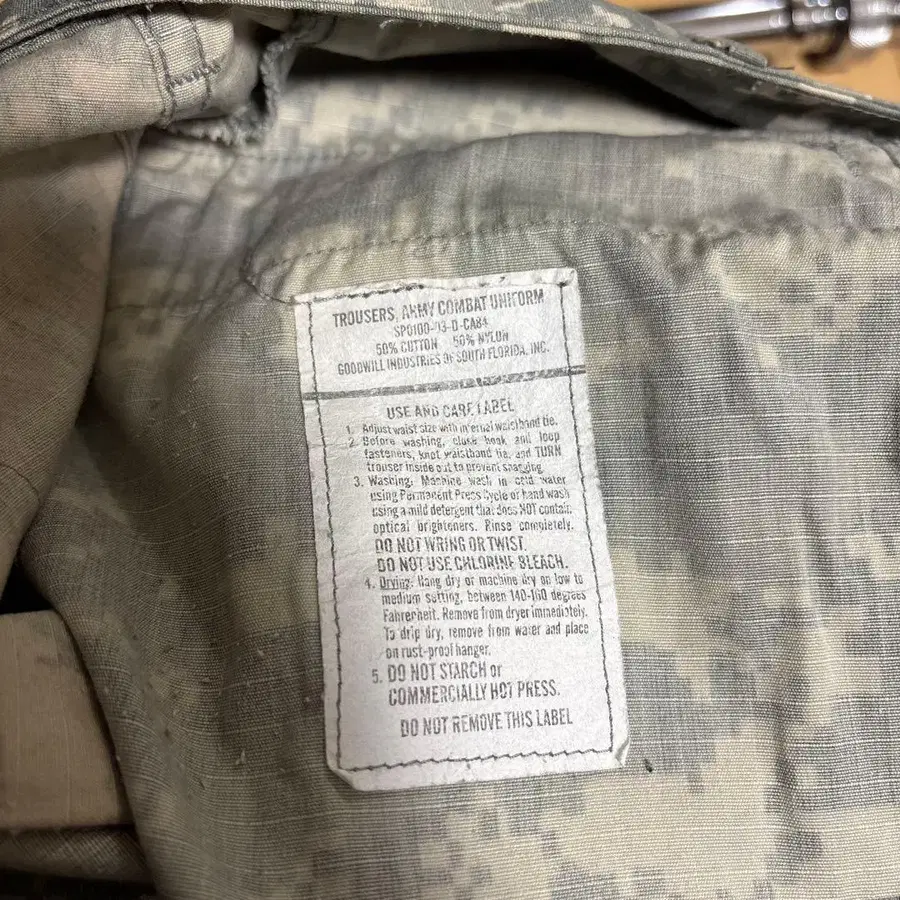 TROUSERS, ARMY COMBAT UNIFORM
SP0100-03-D-CA84
50% COTTON 50% NYLON
GOODWILL INDUSTRIES OF SOUTH FLORIDA, INC.
USE AND CARE LABEL
1. Adjust waist size with internal waistband tie.
2. Before washing, close hook and loop
fasteners, knot waistband tie, and TURN
trouser inside out to prevent snagging.
3. Washing: Machine wash in cold water
using Permanent Press Cycle or hand wash
using a mild detergent that does NOT contain
optical brighteners. Rinse completely.
DO NOT WRING OR TWIST.
DO NOT USE CHLORINE BLEACH.
4. Drying: Hang dry or machine dry on low to
medium setting, between 140-160 degrees
Fahrenheit. Remove from dryer immediately.
To drip dry, remove from water and place
on rust-proof hanger.
5. DO NOT STARCH or
COMMERCIALLY HOT PRESS.
DO NOT REMOVE THIS LABEL